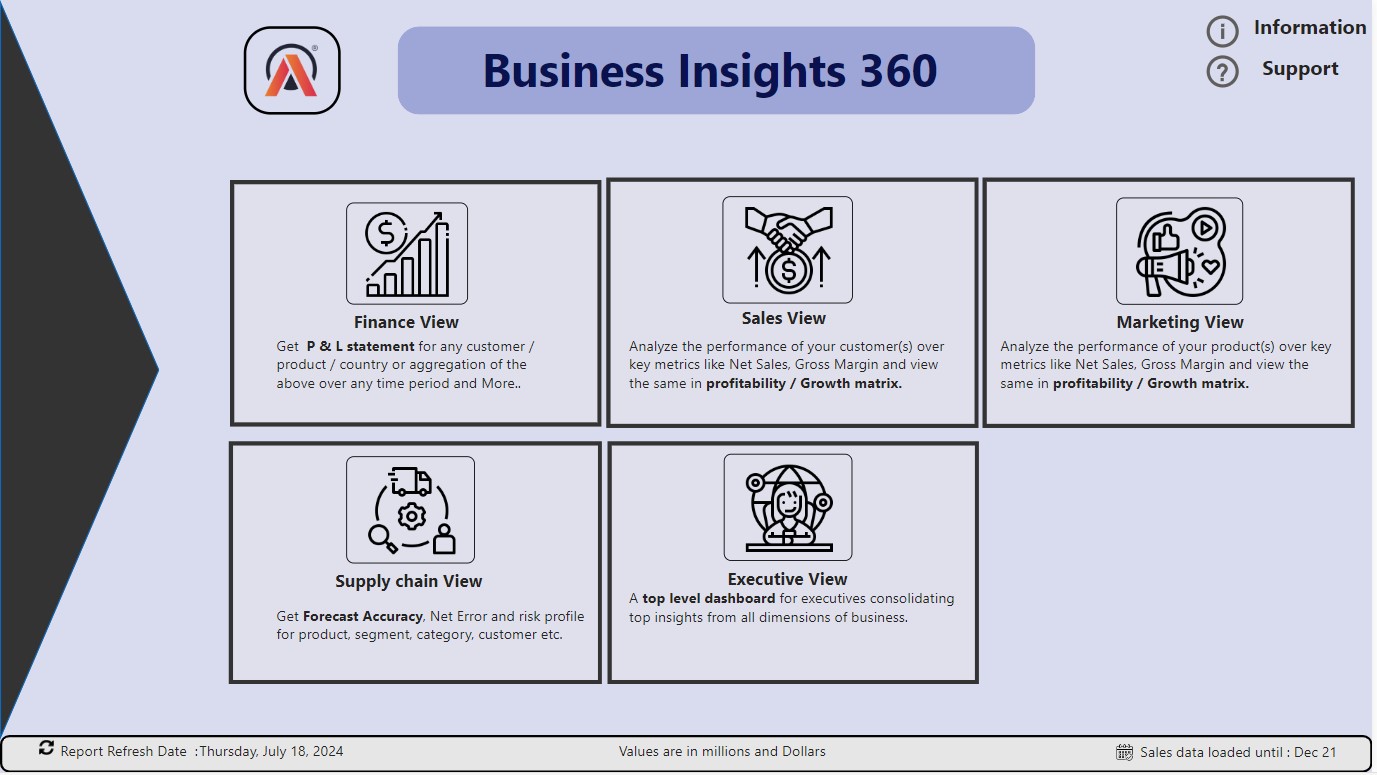 Business Insights 360
Information
Support
Finance View
Get  P & L statement for any customer /
product / country or aggregation of the
above over any time period and More..
Sales View
Analyze the performance of your customer(s) over
key metrics like Net Sales, Gross Margin and view
the same in profitability / Growth matrix.
Marketing View
Analyze the performance of your product(s) over key
metrics like Net Sales, Gross Margin and view the
same in profitability / Growth matrix.
Supply chain View
Get Forecast Accuracy, Net Error and risk profile
for product, segment, category, customer etc.
Executive View
A top level dashboard for executives consolidating
top insights from all dimensions of business.
Report Refresh Date  :Thursday, July 18, 2024
Values are in millions and Dollars
Sales data loaded until : Dec 21